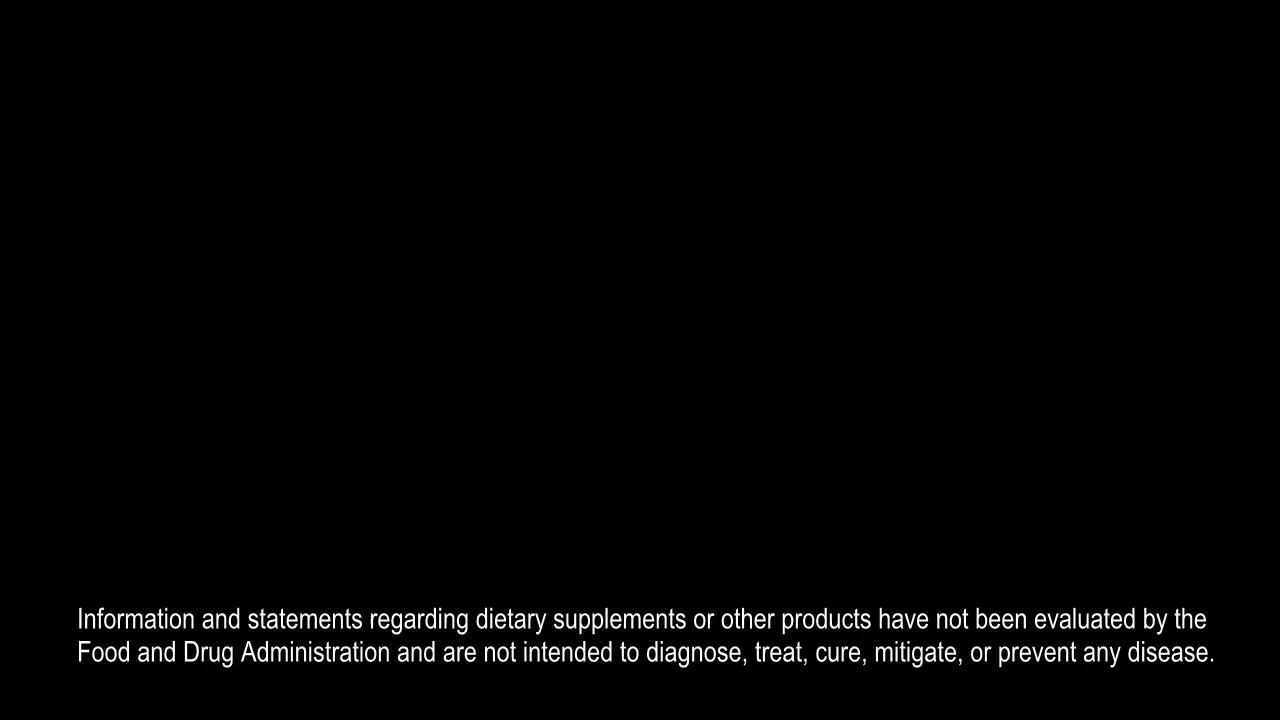 Information and statements regarding dietary supplements or other products have not been evaluated by the
Food and Drug Administration and are not intended to diagnose, treat, cure, mitigate, or prevent any disease.